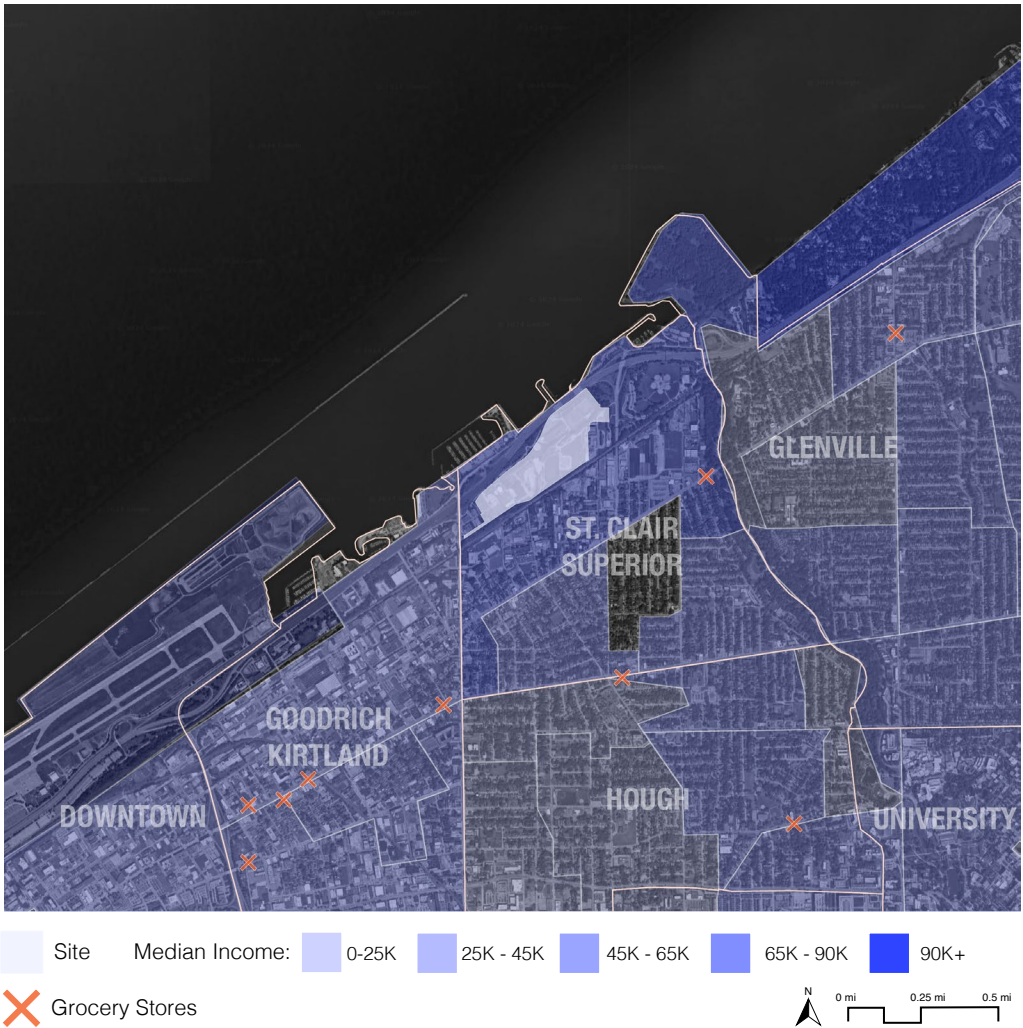 GLENVILLE
ST. CLAIR
SUPERIOR
GOODRICH
KIRTLAND
DOWNTOWN
HOUGH
UNIVERSITY
Site
Median Income:
0-25K
25K - 45K
45K - 65K
65K - 90K
90K+
Grocery Stores
N
0 mi
0.25 mi
0.5 mi